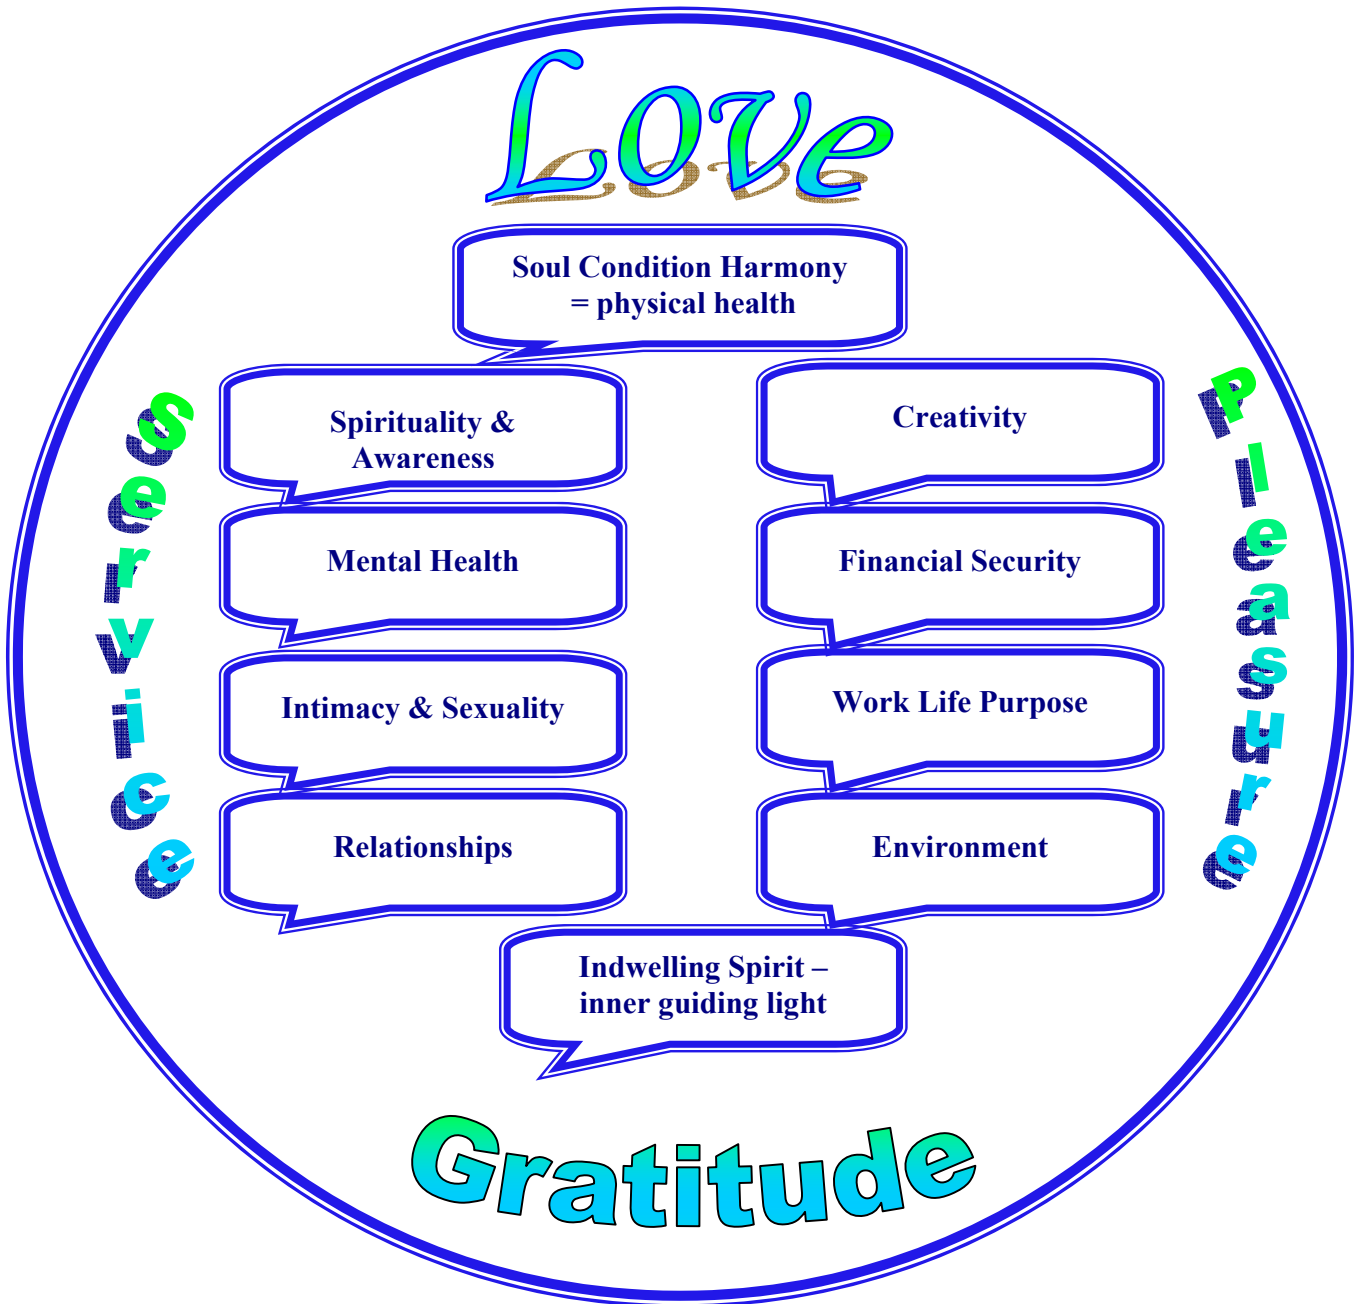 Love
Soul Condition Harmony
= physical health
Spirituality &
Awareness
Creativity
Mental Health
Financial Security
Intimacy & Sexuality
Work Life Purpose
Relationships
Environment
Indwelling Spirit –
inner guiding light
Service
Pleasure
Gratitude